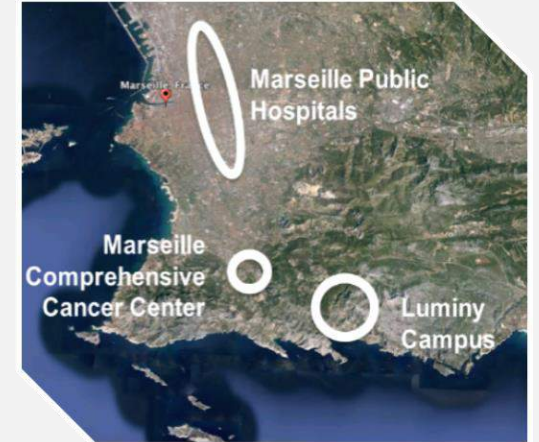 Marseille, France
Marseille Public
Hospitals
Marseille
Comprehensive
Cancer Center
Luminy
Campus